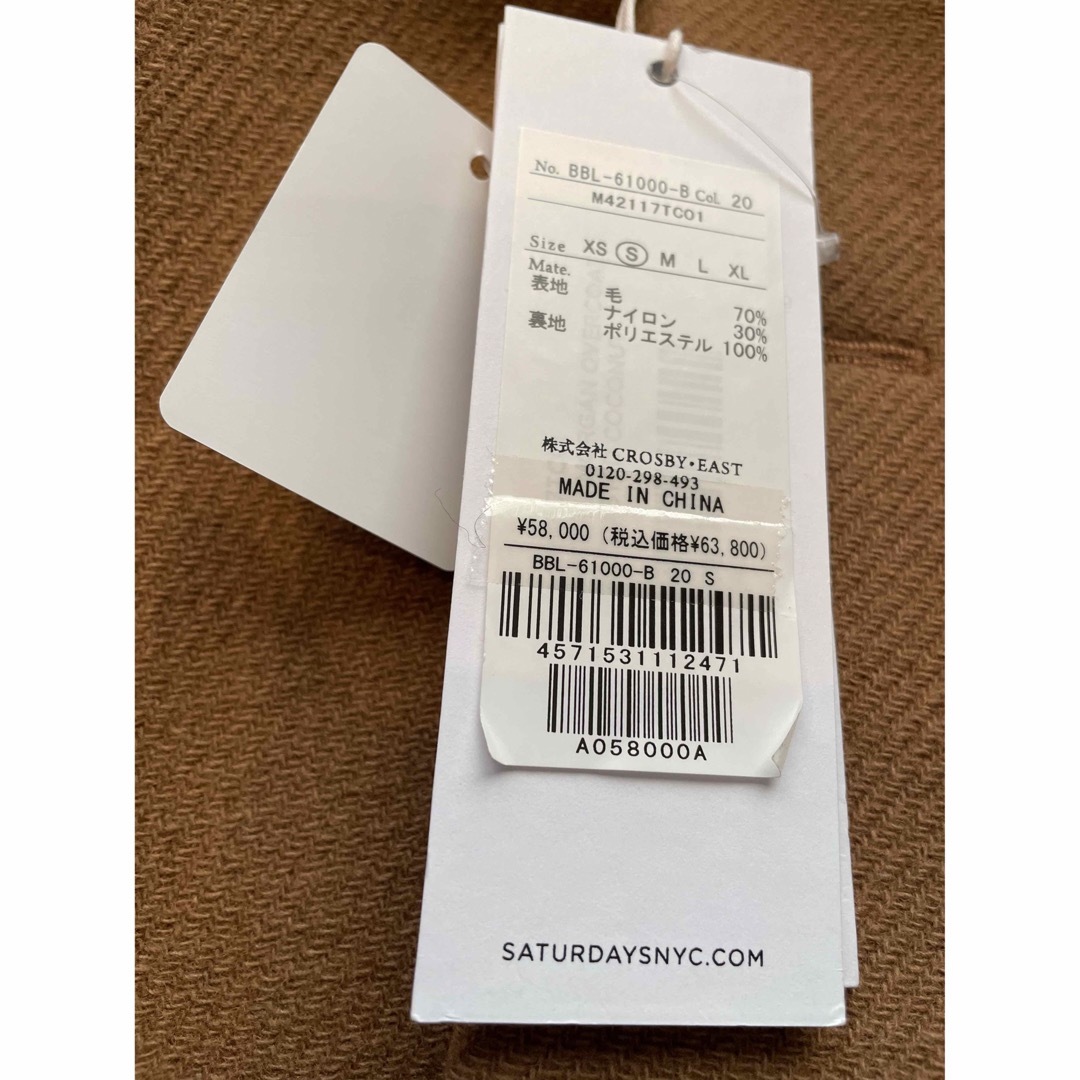 No. BBL-61000-B Col. 20
M42117TC01
Size XS S M L XL
Mate.
表地 毛 70%
ナイロン 30%
裏地 ポリエステル 100%
株式会社 CROSBY・EAST
0120-298-493
MADE IN CHINA
¥58,000 (税込価格¥63,800)
BBL-61000-B 20 S
4571531112471
A058000A
SATURDAYSNYC.COM